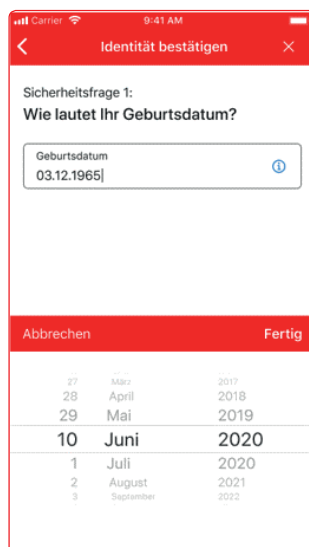 Carrier 9:41 AM
Identität bestätigen
Sicherheitsfrage 1:
Wie lautet Ihr Geburtsdatum?
Geburtsdatum
03.12.1965
Abbrechen Fertig
27 März 2017
28 April 2018
29 Mai 2019
10 Juni 2020
1 Juli 2020
2 August 2021
3 September 2022